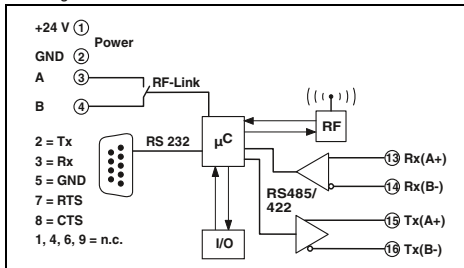 +24 V 1
Power
GND 2
A 3
RF-Link
B 4
2 = Tx
3 = Rx
5 = GND
7 = RTS
8 = CTS
1, 4, 6, 9 = n.c.
RS 232
µC
RF
I/O
RS485/
422
13 Rx(A+)
14 Rx(B-)
15 Tx(A+)
16 Tx(B-)